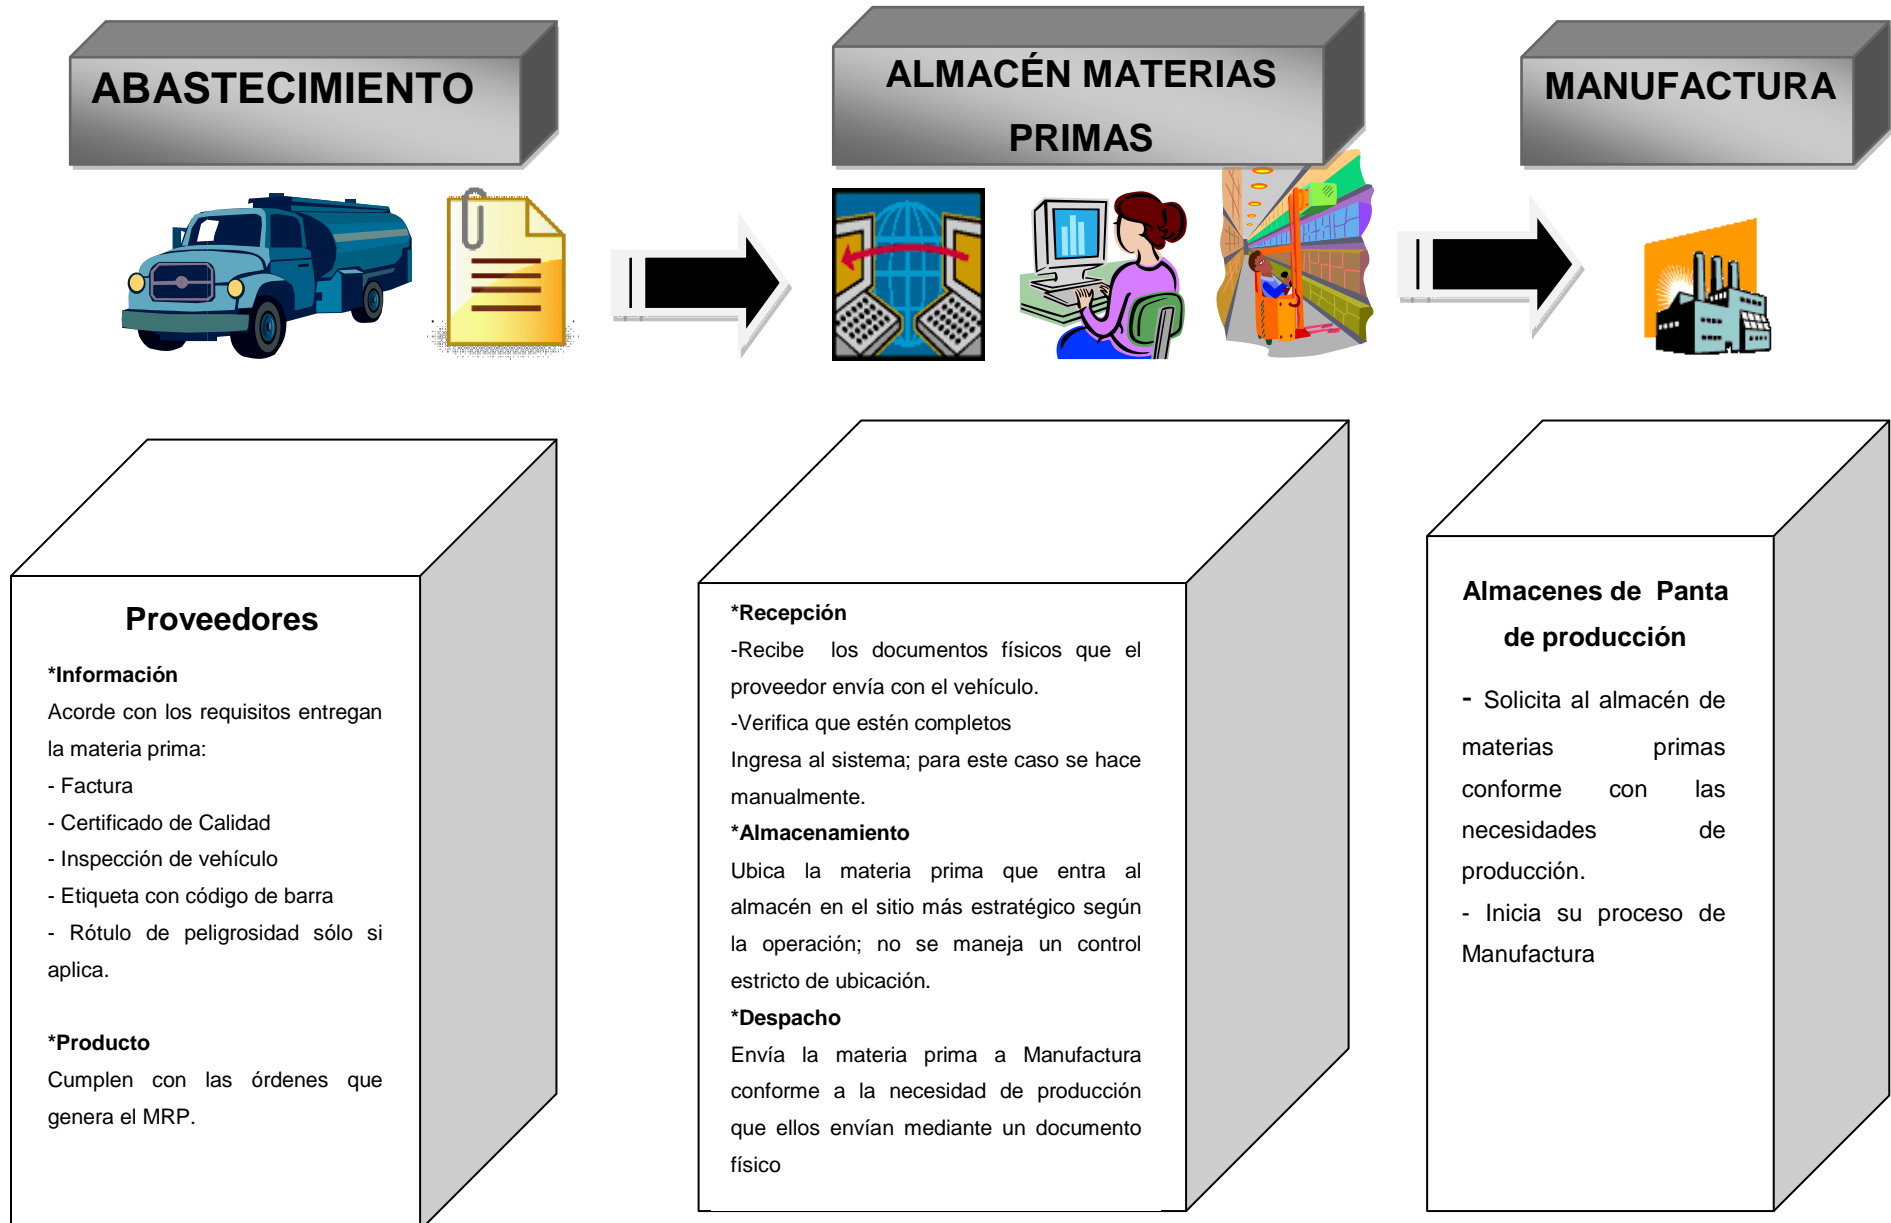 ABASTECIMIENTO
ALMACÉN MATERIAS
PRIMAS
MANUFACTURA
Proveedores
*Información
Acorde con los requisitos entregan
la materia prima:
- Factura
- Certificado de Calidad
- Inspección de vehículo
- Etiqueta con código de barra
- Rótulo de peligrosidad sólo si
aplica.
*Producto
Cumplen con las órdenes que
genera el MRP.
*Recepción
-Recibe los documentos físicos que el
proveedor envía con el vehículo.
-Verifica que estén completos
Ingresa al sistema; para este caso se hace
manualmente.
*Almacenamiento
Ubica la materia prima que entra al
almacén en el sitio más estratégico según
la operación; no se maneja un control
estricto de ubicación.
*Despacho
Envía la materia prima a Manufactura
conforme a la necesidad de producción
que ellos envían mediante un documento
físico
Almacenes de Panta
de producción
- Solicita al almacén de
materias primas
conforme con las
necesidades de
producción.
- Inicia su proceso de
Manufactura